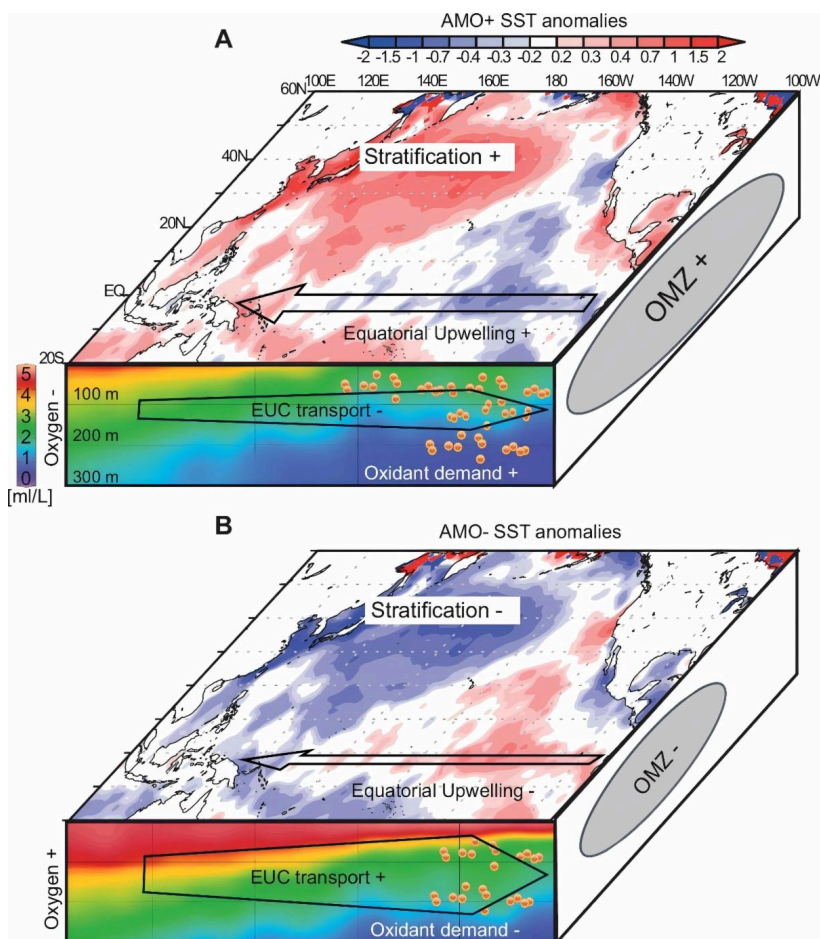 A
AMO+ SST anomalies
-2 -1.5 -1 -0.7 -0.4 -0.3 -0.2 0.2 0.3 0.4 0.7 1 1.5 2
100E 120E 140E 160E 180 160W 140W 120W 100W
60N
40N
20N
EQ
20S
Stratification +
OMZ +
Equatorial Upwelling +
5
4
3
2
1
0
[ml/L]
Oxygen -
100 m
200 m
300 m
EUC transport -
Oxidant demand +
B
AMO- SST anomalies
Stratification -
OMZ -
Equatorial Upwelling -
Oxygen +
EUC transport +
Oxidant demand -